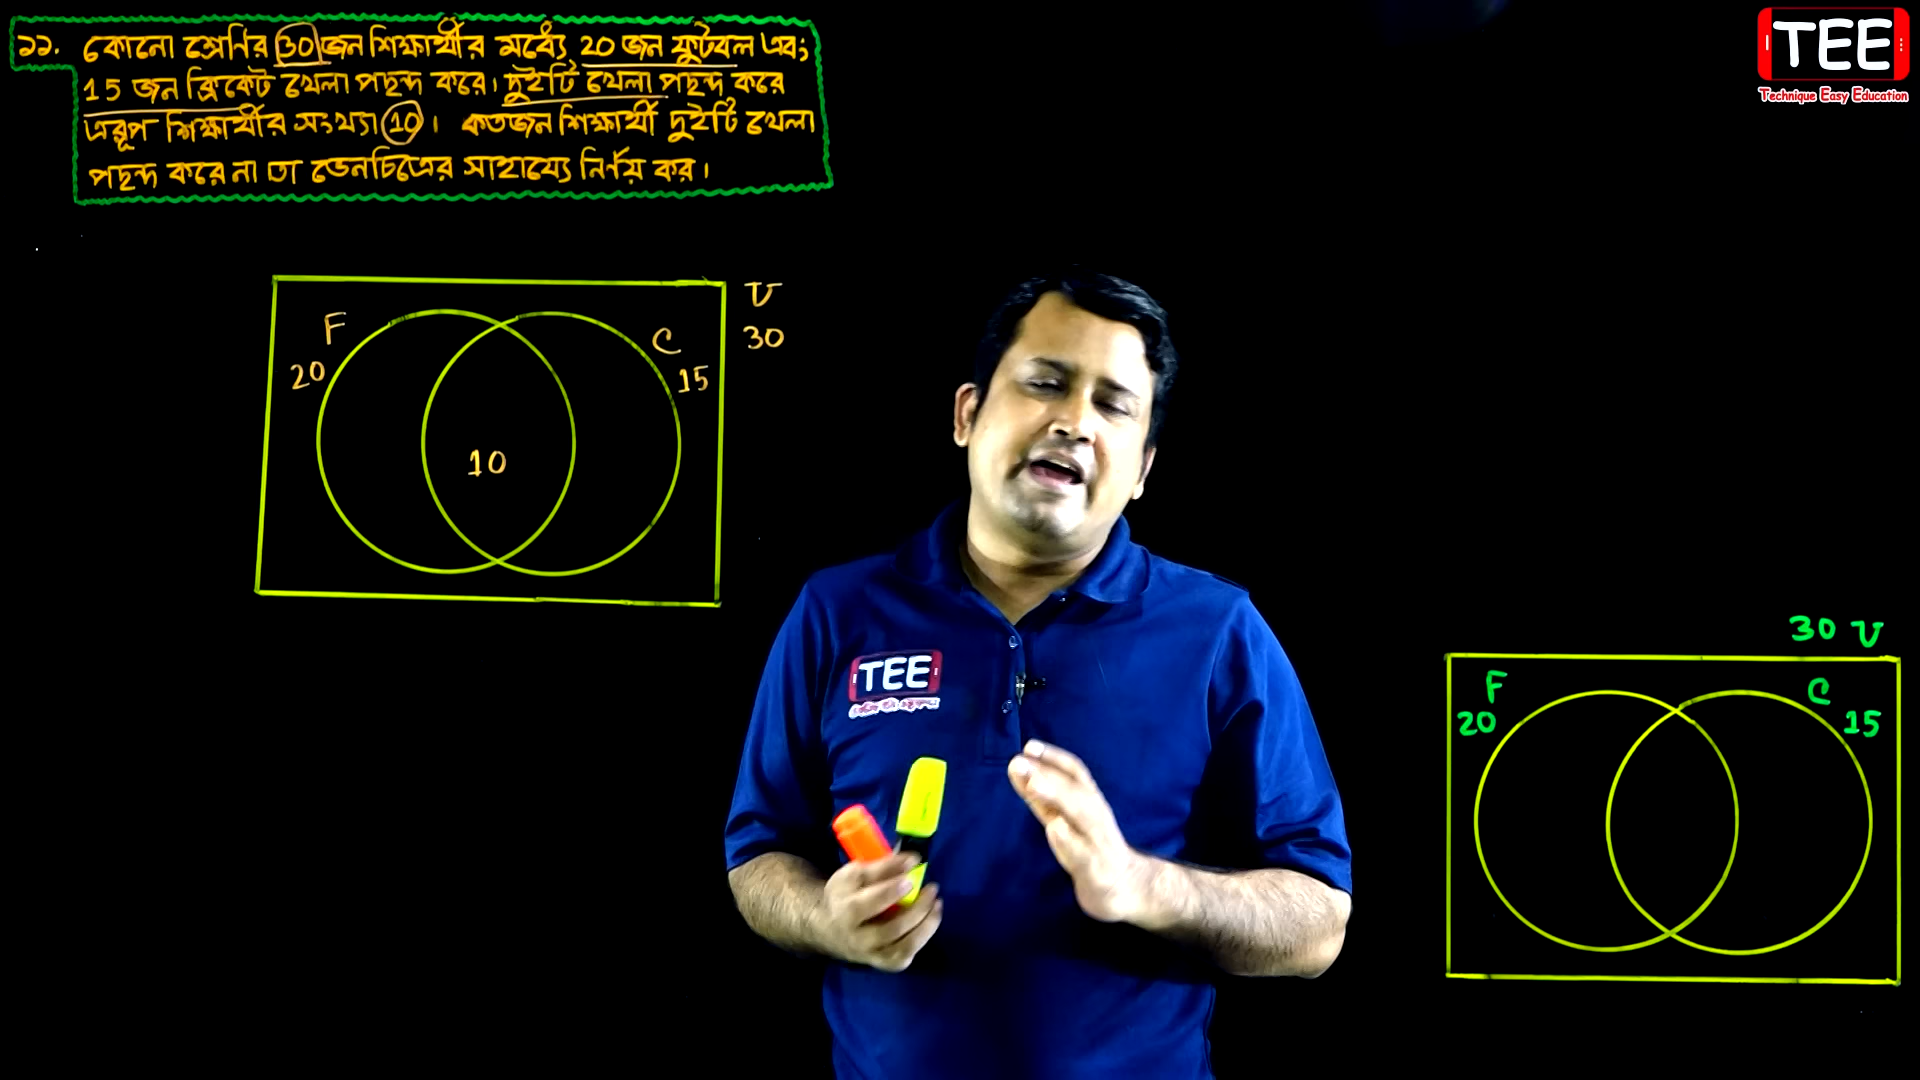 ১১. কোনো শ্রেণির 30 জন শিক্ষার্থীর মধ্যে 20 জন ফুটবল এবং
15 জন ক্রিকেট খেলা পছন্দ করে। দুইটি খেলা পছন্দ করে
এরূপ শিক্ষার্থীর সংখ্যা 10। কতজন শিক্ষার্থী দুইটি খেলা
পছন্দ করে না তা ভেনচিত্রের সাহায্যে নির্ণয় কর।
TEE
Technique Easy Education
U
30
F
20
C
15
10
TEE
30 U
F
20
C
15